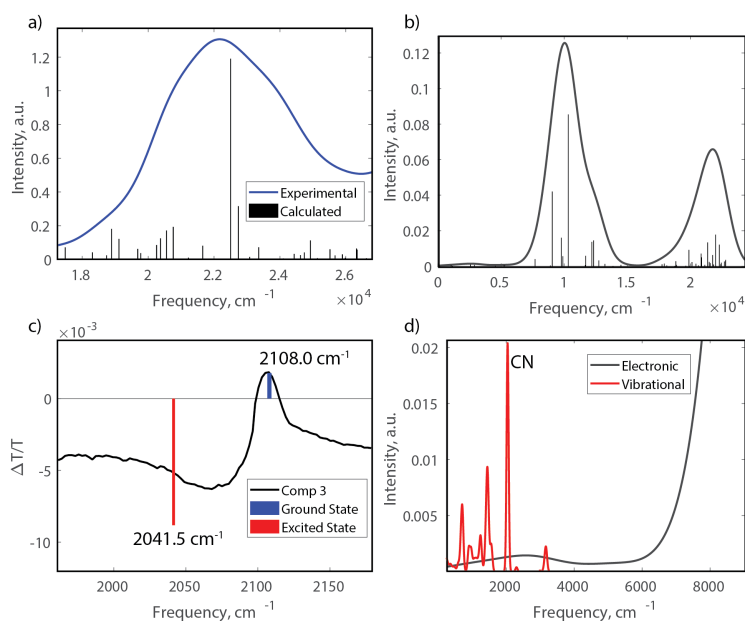 a)
1.2
1
0.8
0.6
0.4
0.2
0
Intensity, a.u.
Experimental
Calculated
1.8
2
2.2
2.4
2.6
Frequency, cm⁻¹
×10⁴
b)
0.12
0.10
0.08
0.06
0.04
0.02
0
Intensity, a.u.
0
0.5
1
1.5
2
Frequency, cm⁻¹
×10⁴
c)
×10⁻³
0
-5
-10
ΔT/T
2108.0 cm⁻¹
2041.5 cm⁻¹
Comp 3
Ground State
Excited State
2000
2050
2100
2150
Frequency, cm⁻¹
d)
0.02
0.015
0.01
0.005
Intensity, a.u.
CN
Electronic
Vibrational
2000
4000
6000
8000
Frequency, cm⁻¹